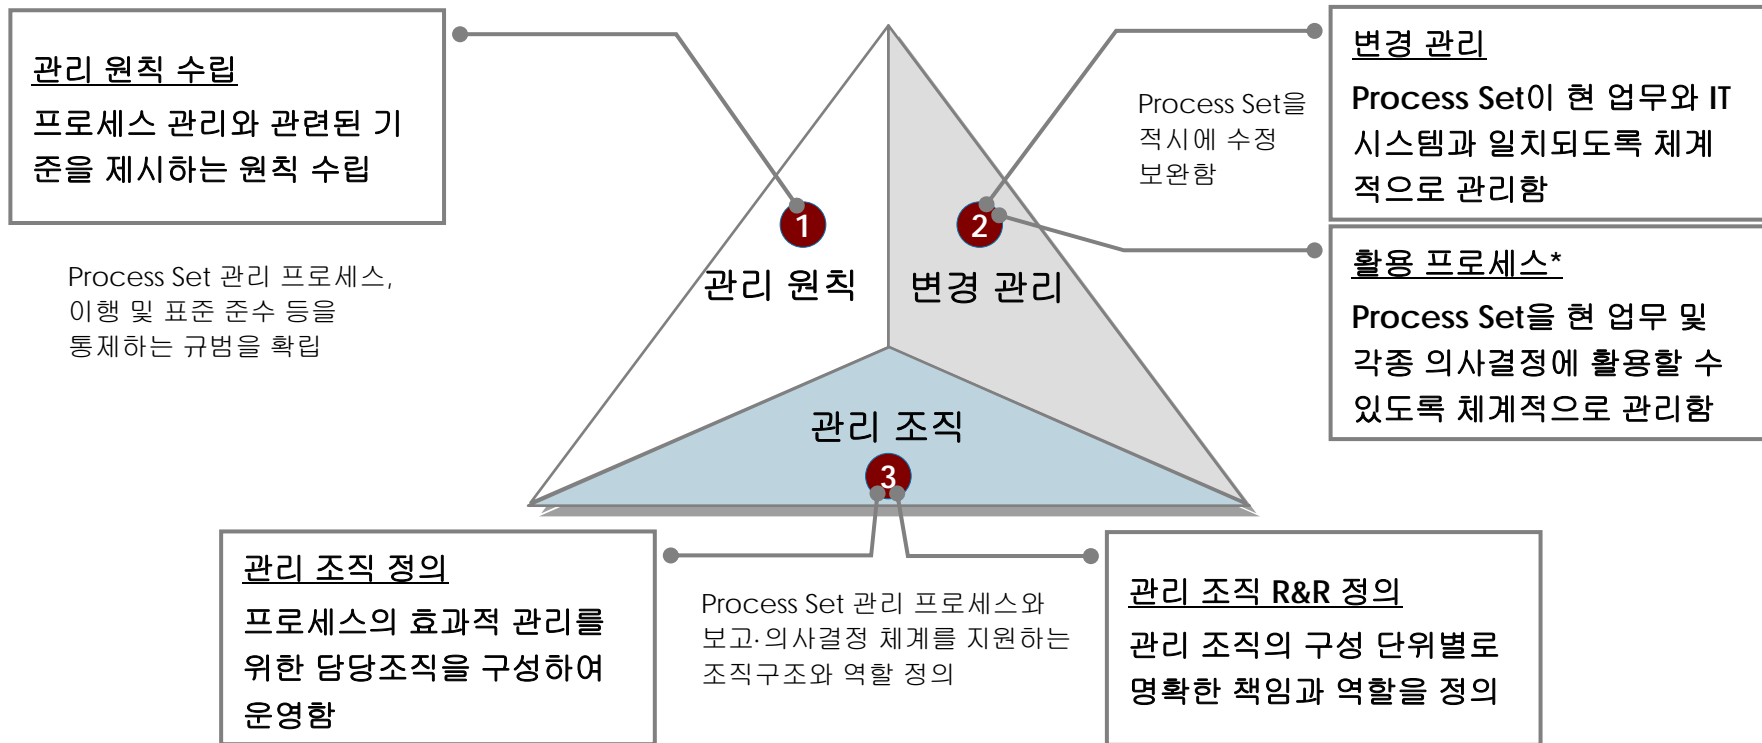 관리 원칙 수립
프로세스 관리와 관련된 기
준을 제시하는 원칙 수립
Process Set 관리 프로세스,
이행 및 표준 준수 등을
통제하는 규범을 확립
1
관리 원칙
2
변경 관리
관리 조직
3
Process Set을
적시에 수정
보완함
변경 관리
Process Set이 현 업무와 IT
시스템과 일치되도록 체계
적으로 관리함
활용 프로세스*
Process Set을 현 업무 및
각종 의사결정에 활용할 수
있도록 체계적으로 관리함
관리 조직 정의
프로세스의 효과적 관리를
위한 담당조직을 구성하여
운영함
Process Set 관리 프로세스와
보고·의사결정 체계를 지원하는
조직구조와 역할 정의
관리 조직 R&R 정의
관리 조직의 구성 단위별로
명확한 책임과 역할을 정의